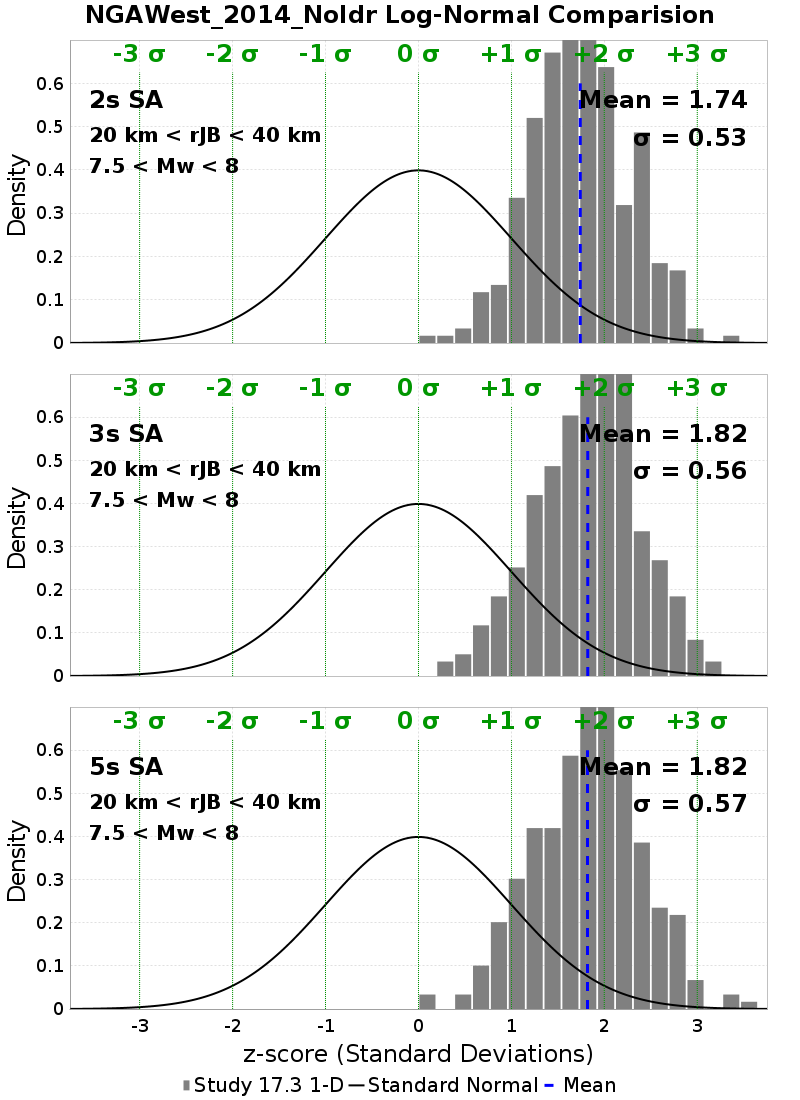 NGAWest_2014_NoIdr Log-Normal Comparision
-3 σ -2 σ -1 σ 0 σ +1 σ +2 σ +3 σ
2s SA
Mean = 1.74
20 km < rJB < 40 km
σ = 0.53
7.5 < Mw < 8
0.6
0.5
0.4
0.3
0.2
0.1
0
Density
-3 σ -2 σ -1 σ 0 σ +1 σ +2 σ +3 σ
3s SA
Mean = 1.82
20 km < rJB < 40 km
σ = 0.56
7.5 < Mw < 8
0.6
0.5
0.4
0.3
0.2
0.1
0
Density
-3 σ -2 σ -1 σ 0 σ +1 σ +2 σ +3 σ
5s SA
Mean = 1.82
20 km < rJB < 40 km
σ = 0.57
7.5 < Mw < 8
0.6
0.5
0.4
0.3
0.2
0.1
0
Density
-3 -2 -1 0 1 2 3
z-score (Standard Deviations)
Study 17.3 1-D Standard Normal Mean